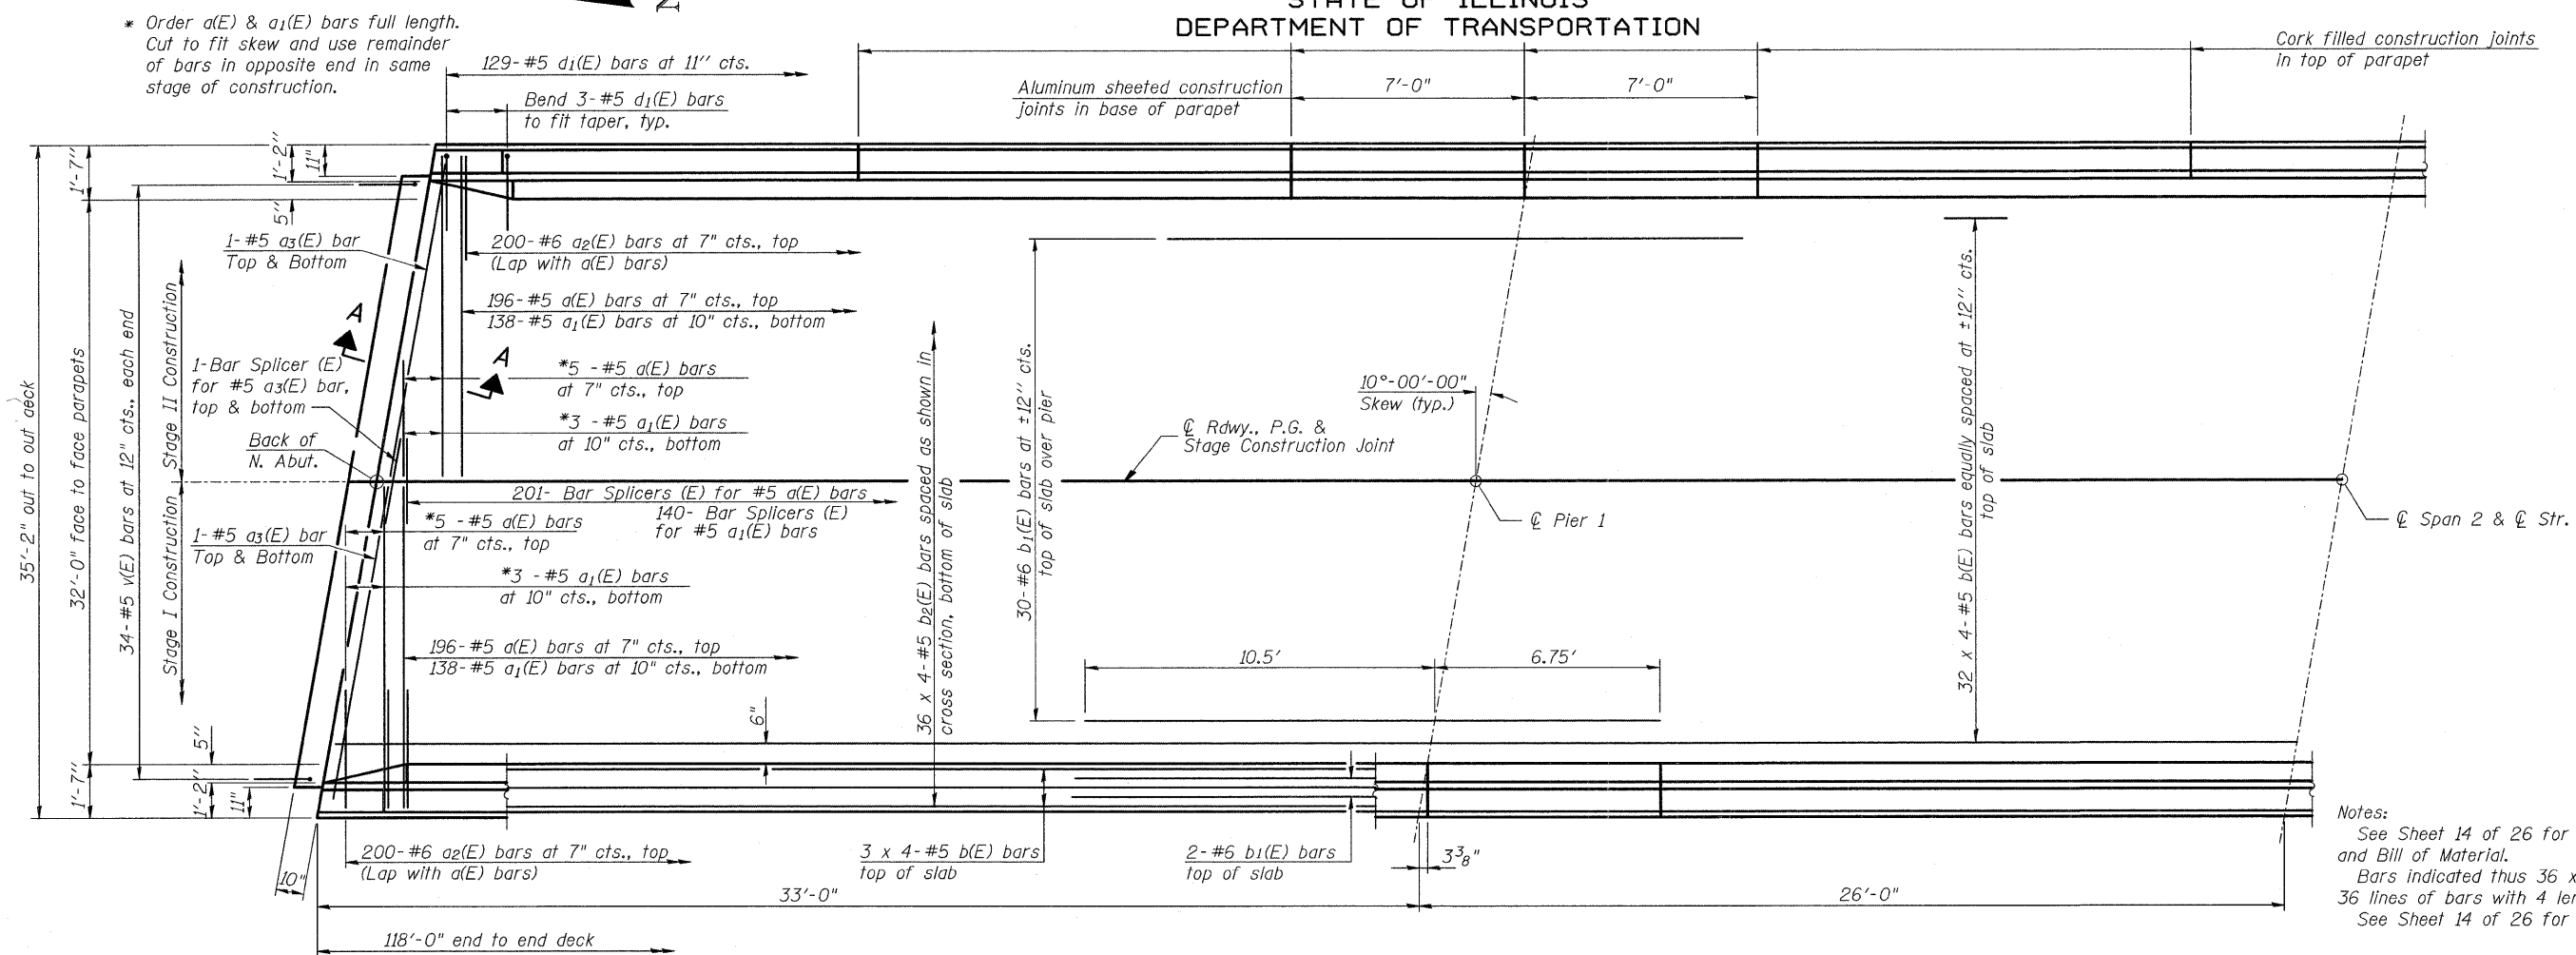 STATE OF ILLINOIS
DEPARTMENT OF TRANSPORTATION
N
* Order a(E) & a1(E) bars full length.
Cut to fit skew and use remainder
of bars in opposite end in same
stage of construction.
129-#5 d1(E) bars at 11" cts.
Bend 3-#5 d1(E) bars
to fit taper, typ.
Aluminum sheeted construction
joints in base of parapet
7'-0"
7'-0"
Cork filled construction joints
in top of parapet
35'-2" out to out deck
1'-7"
32'-0" face to face parapets
1'-7"
34-#5 v(E) bars at 12" cts., each end
Stage II Construction
Stage I Construction
1'-2"
11"
5"
1-#5 a3(E) bar
Top & Bottom
200-#6 a2(E) bars at 7" cts., top
(Lap with a(E) bars)
196-#5 a(E) bars at 7" cts., top
138-#5 a1(E) bars at 10" cts., bottom
A
A
1-Bar Splicer (E)
for #5 a3(E) bar,
top & bottom
*5 -#5 a(E) bars
at 7" cts., top
*3 -#5 a1(E) bars
at 10" cts., bottom
Back of
N. Abut.
201- Bar Splicers (E) for #5 a(E) bars
140- Bar Splicers (E)
for #5 a1(E) bars
*5 -#5 a(E) bars
at 7" cts., top
1-#5 a3(E) bar
Top & Bottom
*3 -#5 a1(E) bars
at 10" cts., bottom
196-#5 a(E) bars at 7" cts., top
138-#5 a1(E) bars at 10" cts., bottom
36 x 4-#5 b2(E) bars spaced as shown in
cross section, bottom of slab
30-#6 b1(E) bars at ±12" cts.
top of slab over pier
10°-00'-00"
Skew (typ.)
℄ Rdwy., P.G. &
Stage Construction Joint
℄ Pier 1
32 x 4-#5 b(E) bars equally spaced at ±12" cts.
top of slab
℄ Span 2 & ℄ Str.
10.5'
6.75'
6"
5"
1'-2"
11"
10"
200-#6 a2(E) bars at 7" cts., top
(Lap with a(E) bars)
3 x 4-#5 b(E) bars
top of slab
2-#6 b1(E) bars
top of slab
3 3/8"
33'-0"
26'-0"
118'-0" end to end deck
Notes:
See Sheet 14 of 26 for
and Bill of Material.
Bars indicated thus 36 x
36 lines of bars with 4
See Sheet 14 of 26 for